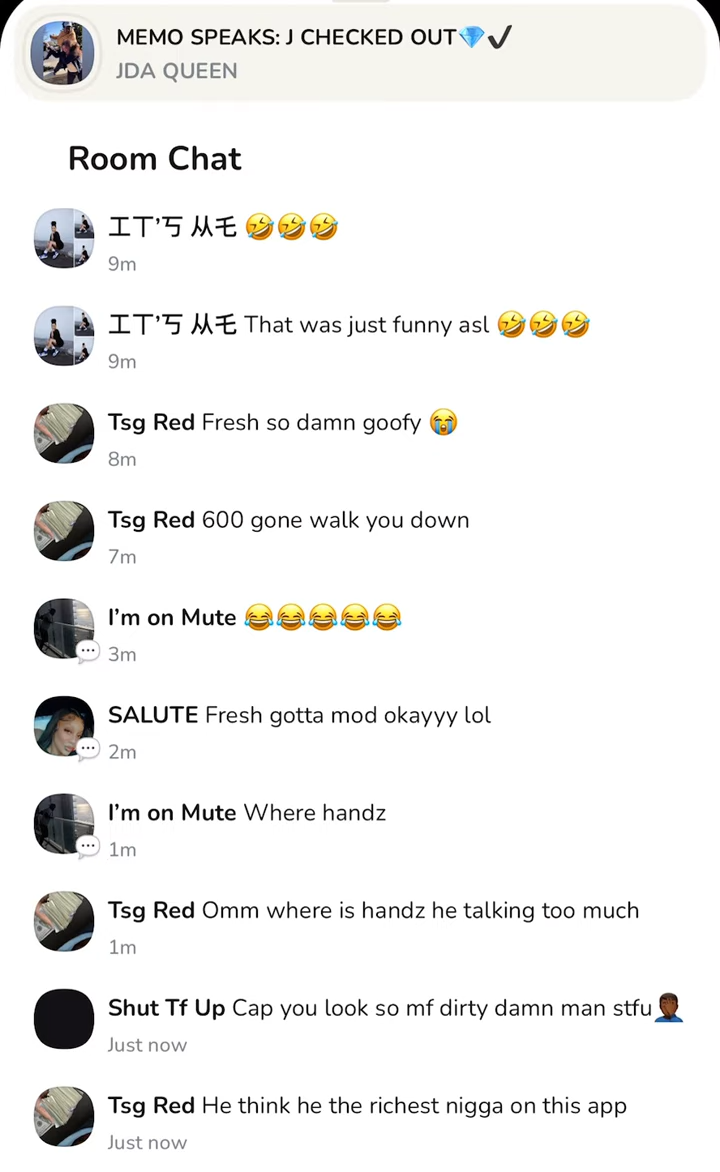 MEMO SPEAKS: J CHECKED OUT💎✔️
JDA QUEEN
Room Chat
工丅'丂 从乇 🤣🤣🤣
9m
工丅'丂 从乇 That was just funny asl 🤣🤣🤣
9m
Tsg Red Fresh so damn goofy 😭
8m
Tsg Red 600 gone walk you down
7m
I'm on Mute 😂😂😂😂😂
3m
SALUTE Fresh gotta mod okayyy lol
2m
I'm on Mute Where handz
1m
Tsg Red Omm where is handz he talking too much
1m
Shut Tf Up Cap you look so mf dirty damn man stfu🤦🏿‍♂️
Just now
Tsg Red He think he the richest nigga on this app
Just now